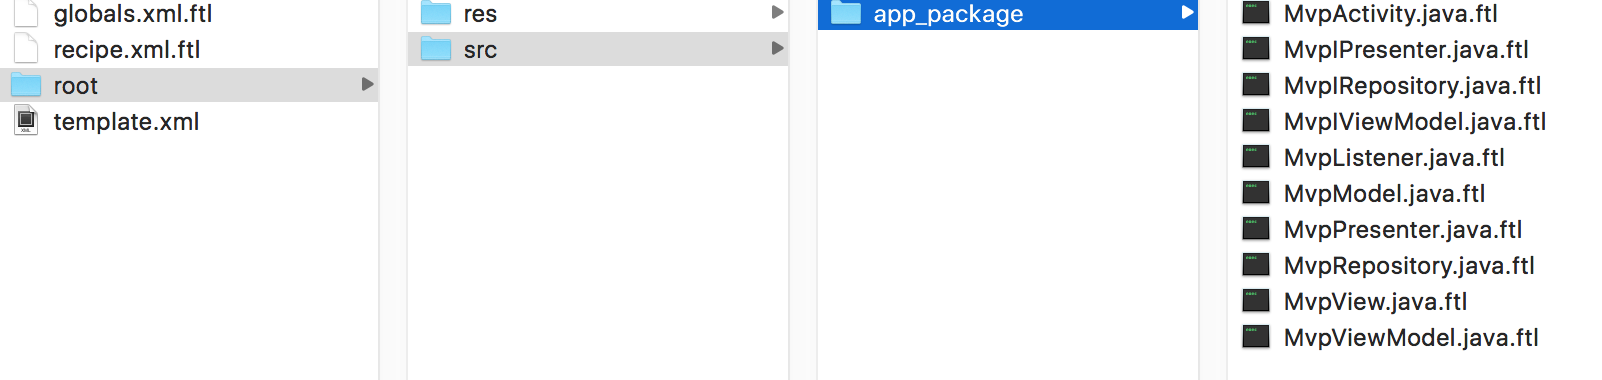 globals.xml.ftl
recipe.xml.ftl
root
template.xml
res
src
app_package
MvpActivity.java.ftl
MvpIPresenter.java.ftl
MvpIRepository.java.ftl
MvpIViewModel.java.ftl
MvpListener.java.ftl
MvpModel.java.ftl
MvpPresenter.java.ftl
MvpRepository.java.ftl
MvpView.java.ftl
MvpViewModel.java.ftl